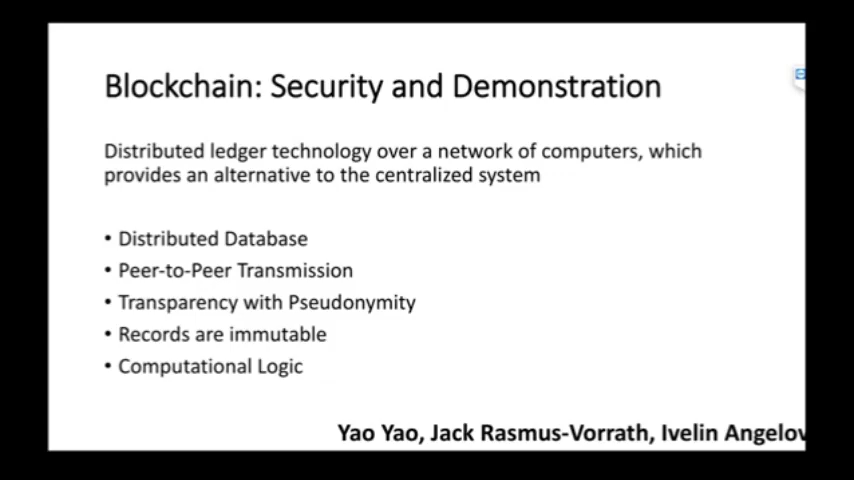 Blockchain: Security and Demonstration
Distributed ledger technology over a network of computers, which
provides an alternative to the centralized system
• Distributed Database
• Peer-to-Peer Transmission
• Transparency with Pseudonymity
• Records are immutable
• Computational Logic
Yao Yao, Jack Rasmus-Vorrath, Ivelin Angelov